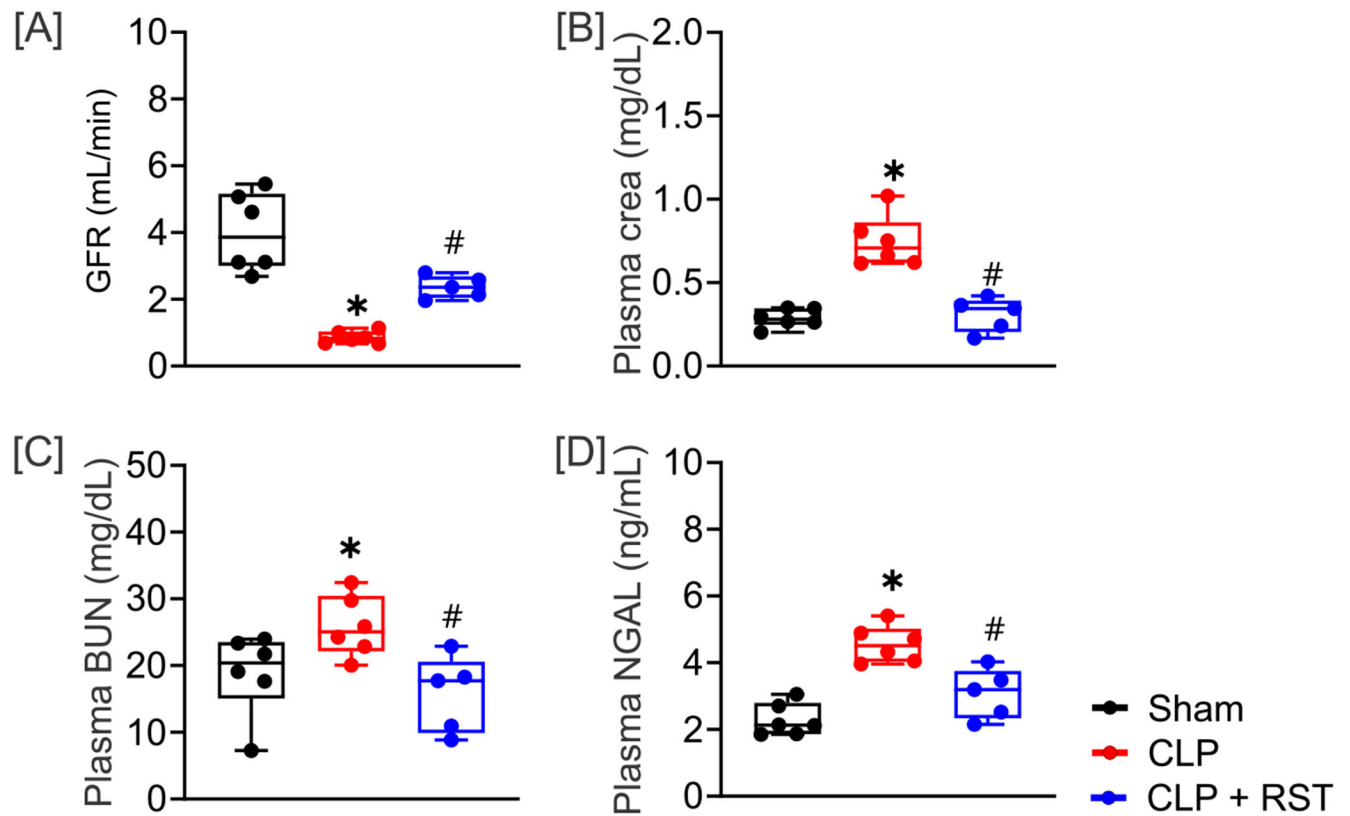 [A]
GFR (mL/min)
10
8
6
4
2
0
*
#
[B]
Plasma crea (mg/dL)
2.0
1.5
1.0
0.5
0.0
*
#
[C]
Plasma BUN (mg/dL)
50
40
30
20
10
0
*
#
[D]
Plasma NGAL (ng/mL)
10
8
6
4
2
0
*
#
Sham
CLP
CLP + RST